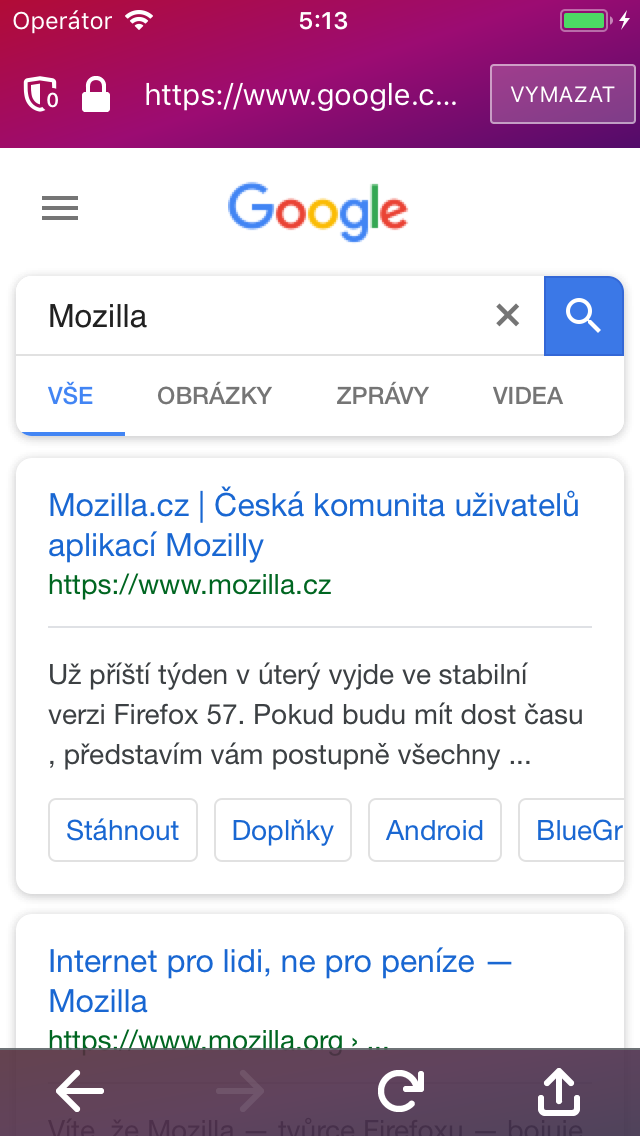 Operátor 5:13
0 https://www.google.c... VYMAZAT
Google
Mozilla
VŠE OBRÁZKY ZPRÁVY VIDEA
Mozilla.cz | Česká komunita uživatelů
aplikací Mozilly
https://www.mozilla.cz
Už příští týden v úterý vyjde ve stabilní
verzi Firefox 57. Pokud budu mít dost času
, představím vám postupně všechny ...
Stáhnout Doplňky Android BlueGr
Internet pro lidi, ne pro peníze —
Mozilla
https://www.mozilla.org › ...
Víte, že Mozilla — tvůrce Firefoxu — bojuje